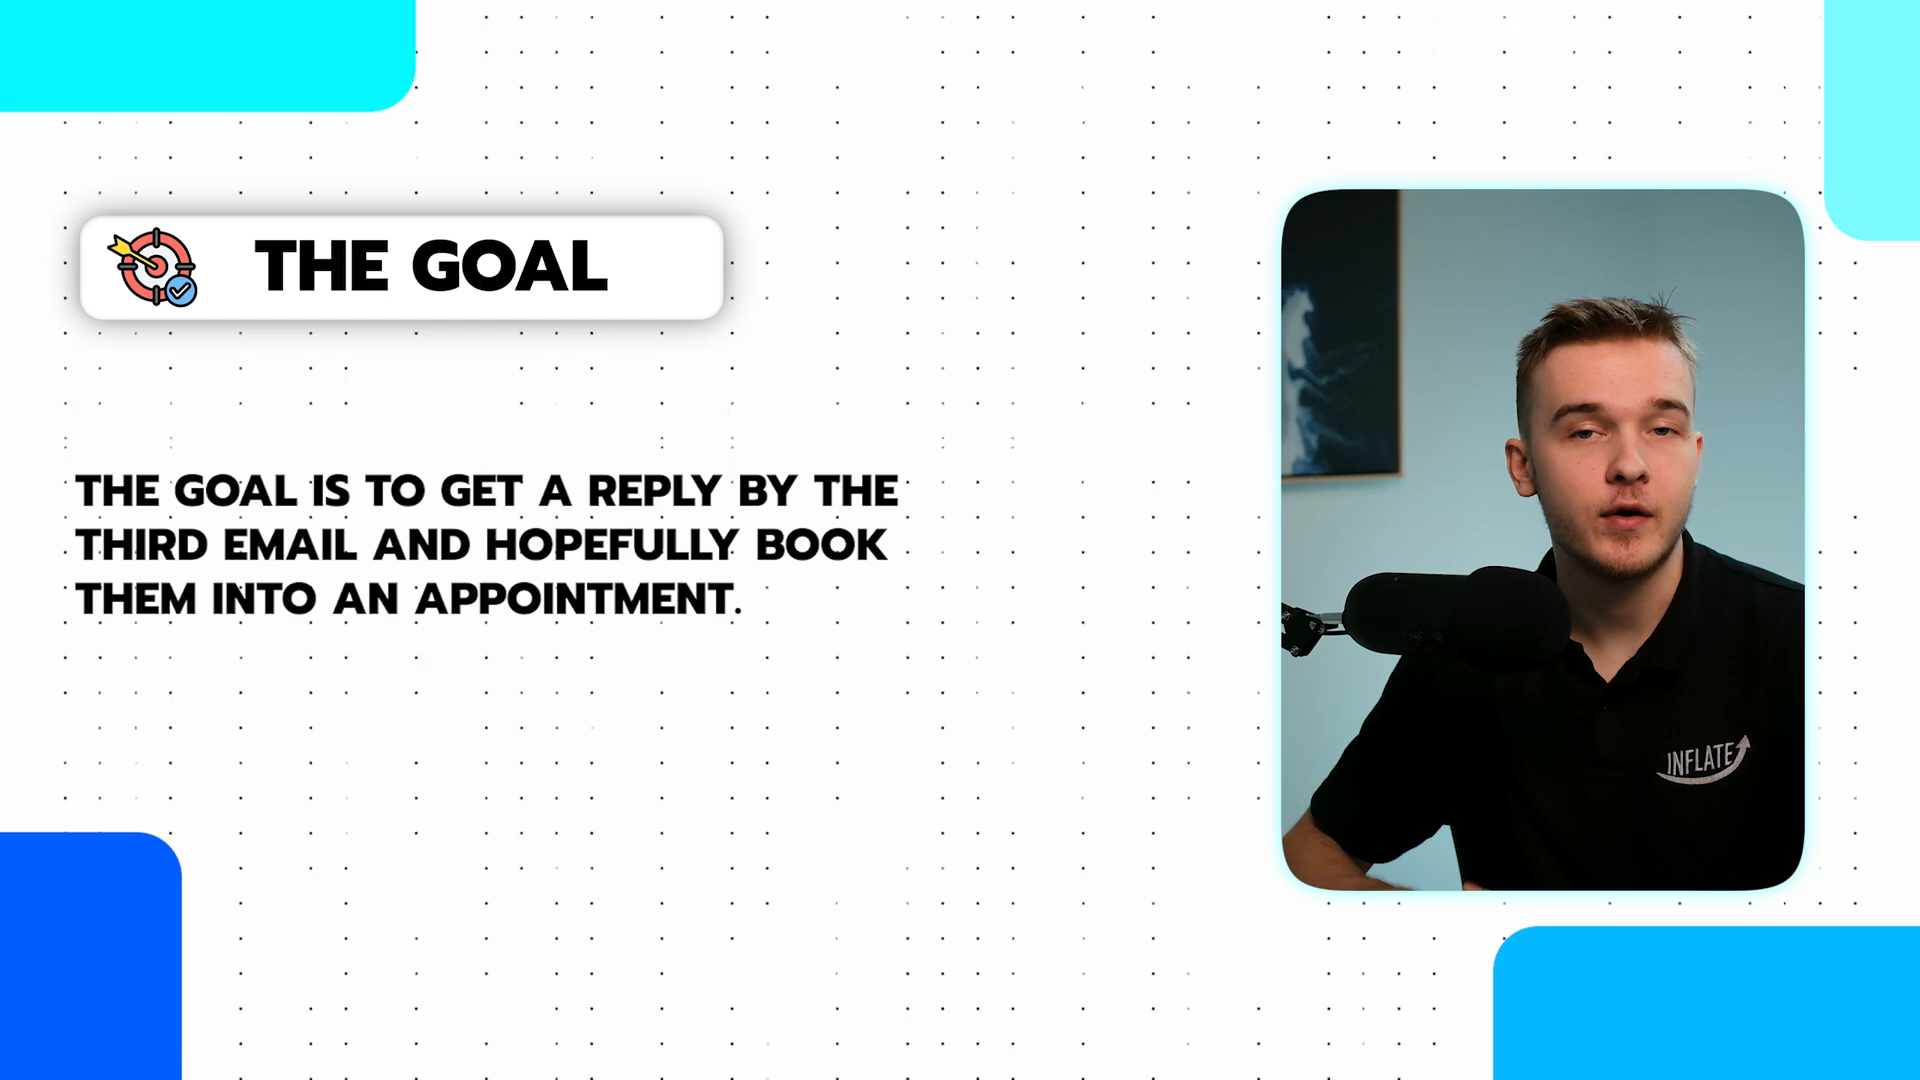 THE GOAL
THE GOAL IS TO GET A REPLY BY THE
THIRD EMAIL AND HOPEFULLY BOOK
THEM INTO AN APPOINTMENT.
INFLATE